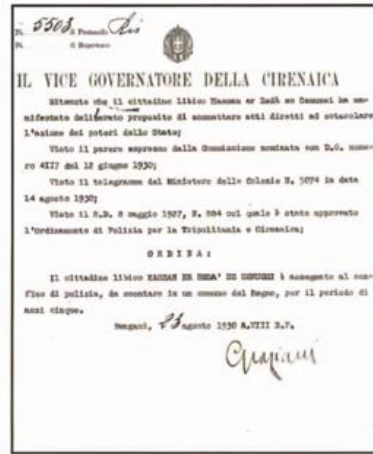 N. 5503 di Protocollo Ris
N. di Repertorio
IL VICE GOVERNATORE DELLA CIRENAICA
Ritenuto che il cittadino libico Hassan er Redà es Senussi ha ma-
nifestato deliberato proposito di commettere atti diretti ad ostacolare
l'azione dei poteri dello Stato;
Visto il parere espresso dalla Commissione nominata con D.G. nume-
ro 4117 del 12 giugno 1930;
Visto il telegramma del Ministero delle Colonie N. 5074 in data
14 agosto 1930;
Visto il R.D. 8 maggio 1927, N. 884 col quale è stato approvato
l'Ordinamento di Polizia per la Tripolitania e Cirenaica;
ORDINA:
Il cittadino libico HASSAN ER REDA' ES SENUSSI è assegnato al con-
fino di polizia, da scontare in un comune del Regno, per il periodo di
anni cinque.
Bengasi, 23 agosto 1930 A.VIII E.F.
Graziani